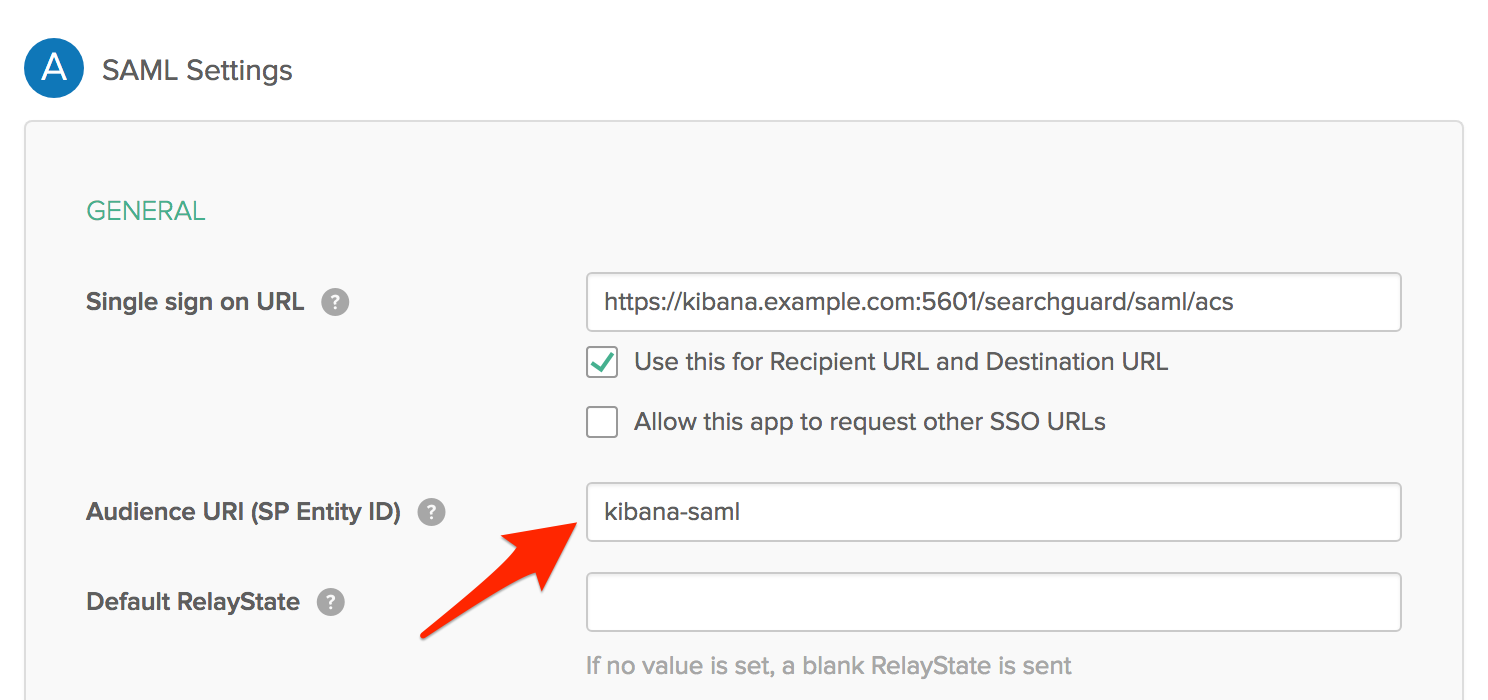 A
SAML Settings
GENERAL
Single sign on URL ?
https://kibana.example.com:5601/searchguard/saml/acs
Use this for Recipient URL and Destination URL
Allow this app to request other SSO URLs
Audience URI (SP Entity ID) ?
kibana-saml
Default RelayState ?
If no value is set, a blank RelayState is sent